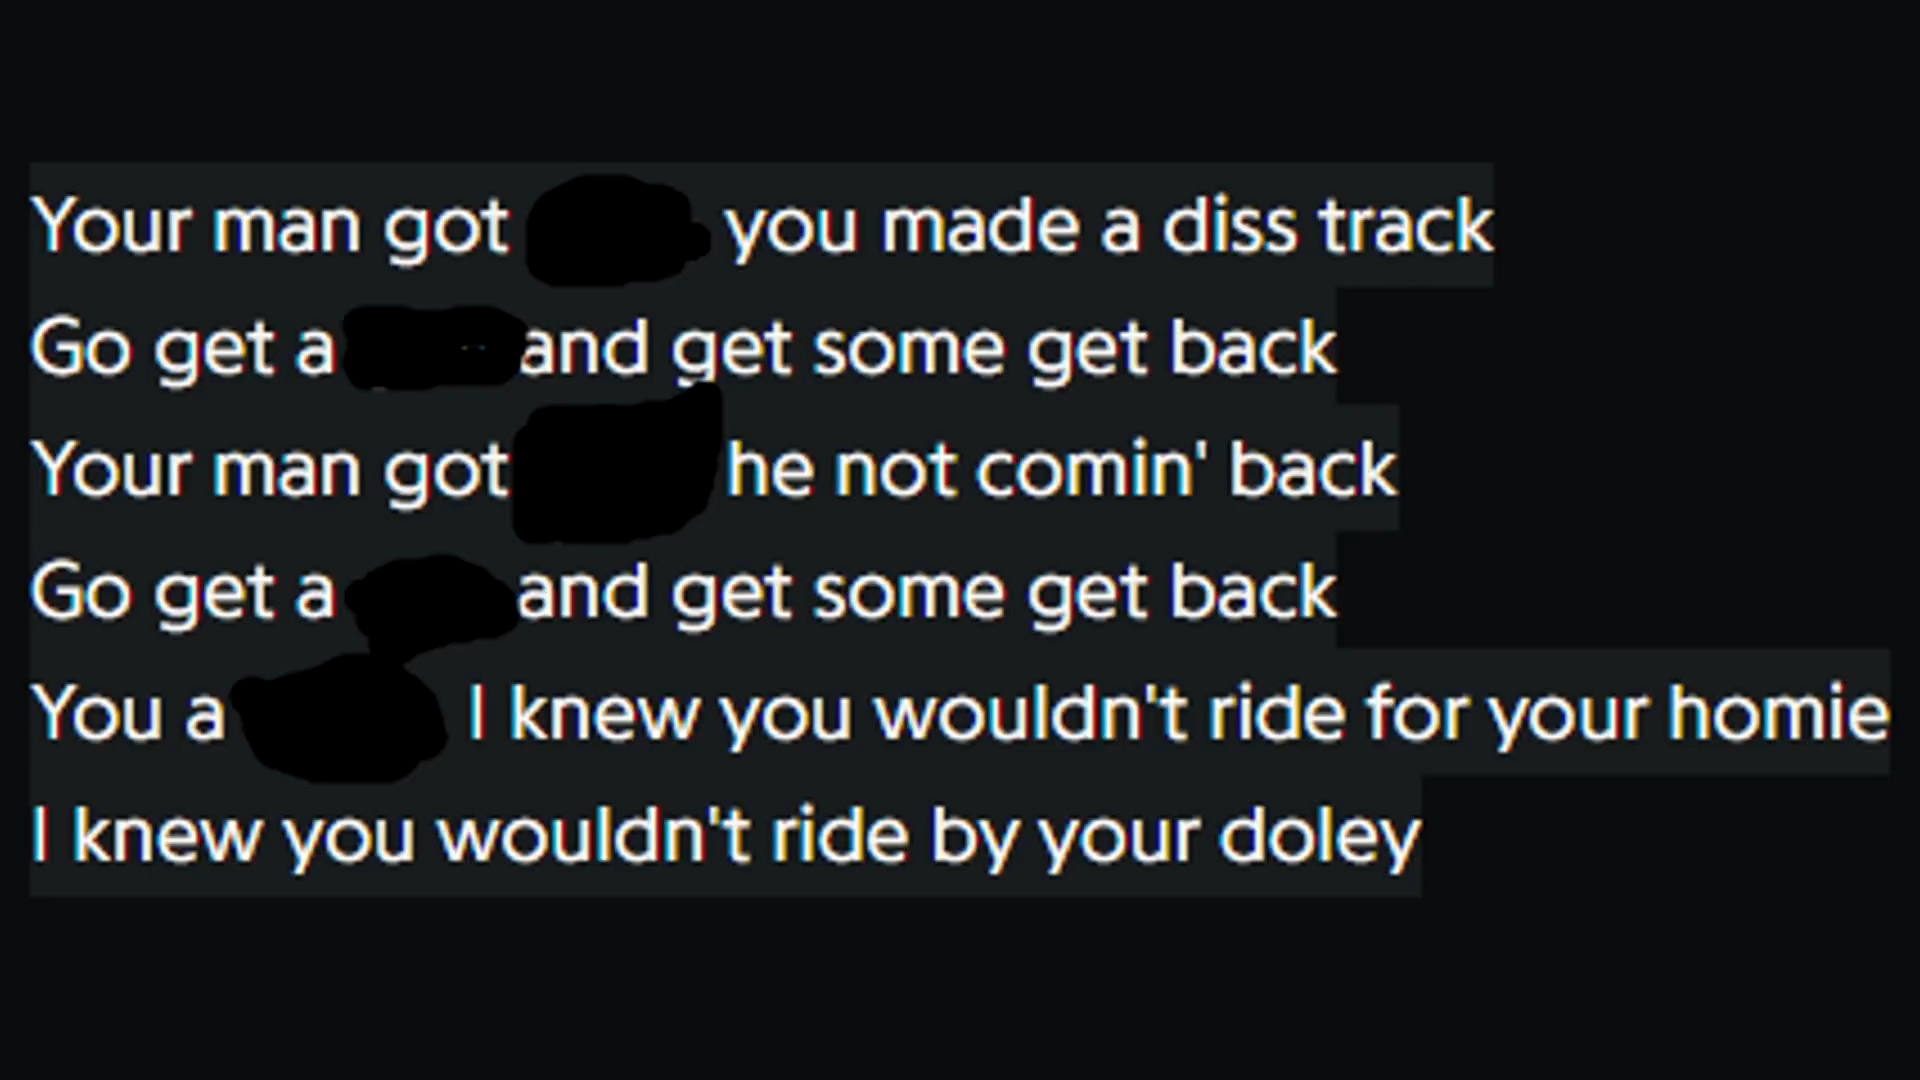 Your man got you made a diss track
Go get a and get some get back
Your man got he not comin' back
Go get a and get some get back
You a I knew you wouldn't ride for your homie
I knew you wouldn't ride by your doley